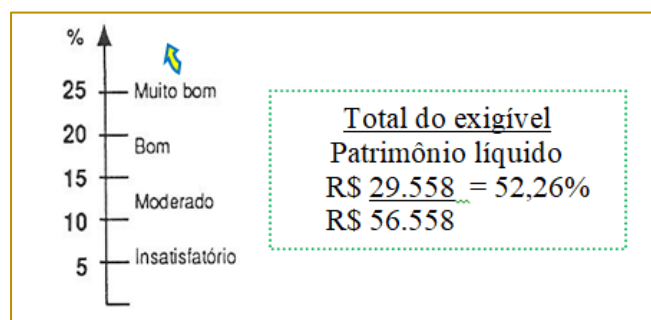 %
25 Muito bom
20
Bom
15
Moderado
10
Insatisfatório
5
Total do exigível
Patrimônio líquido
R$ 29.558 = 52,26%
R$ 56.558